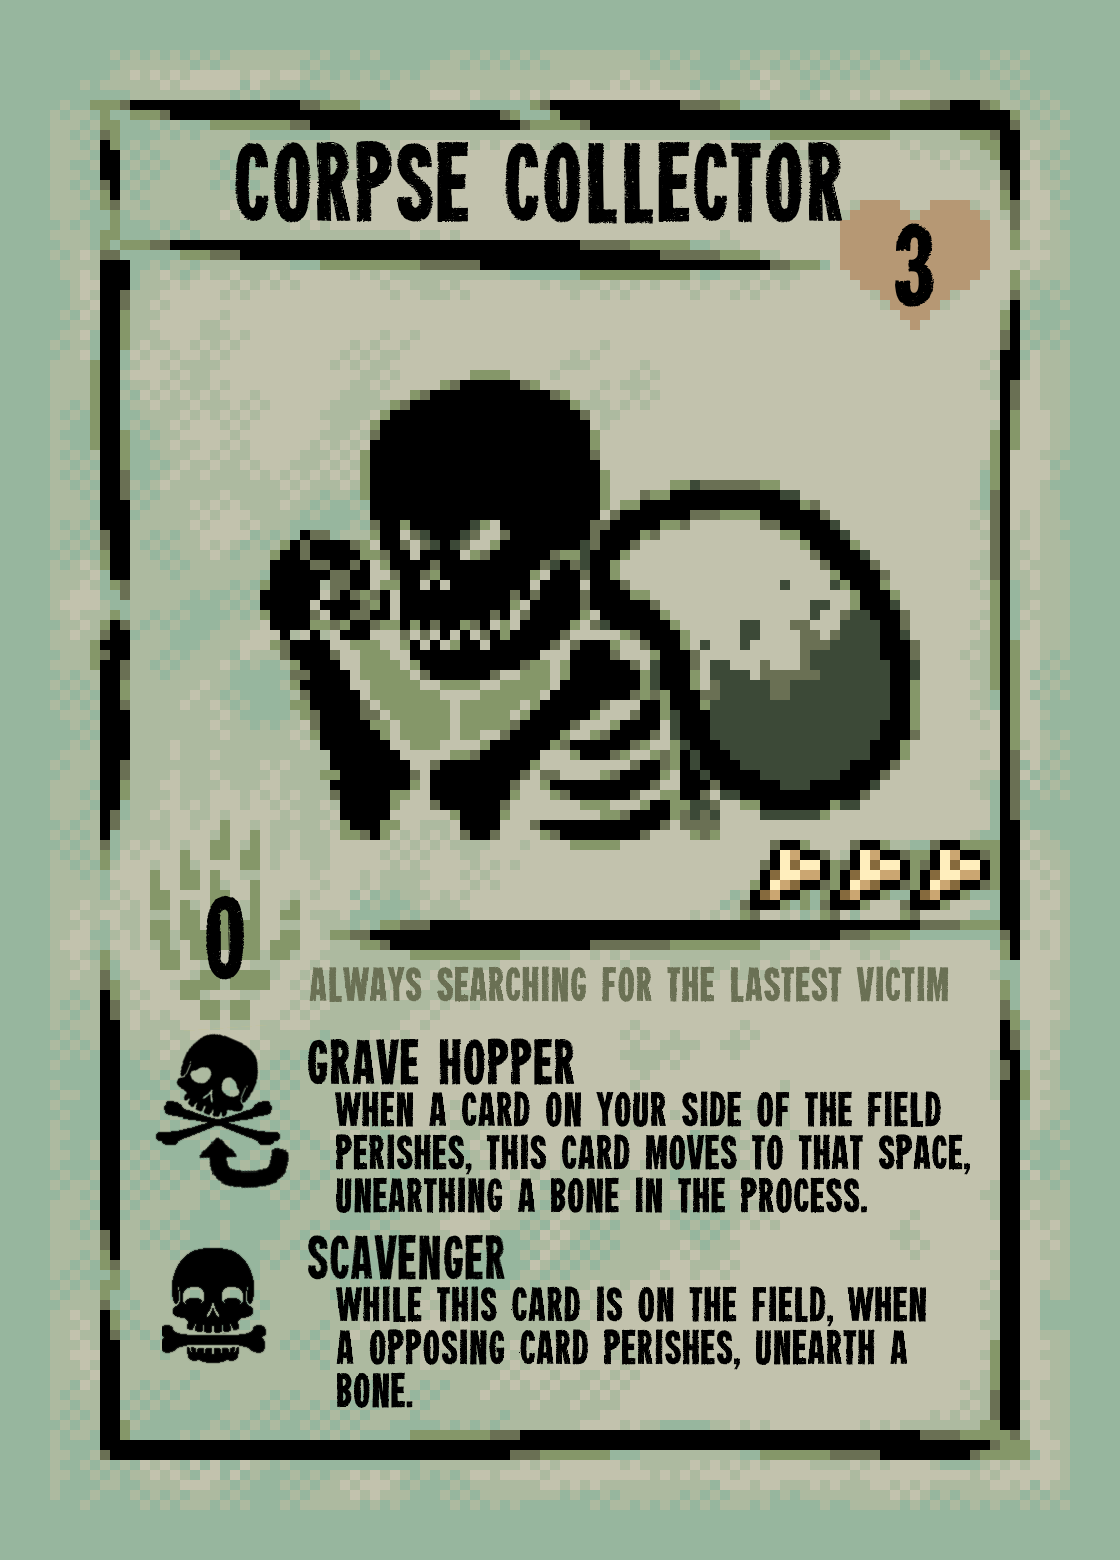 CORPSE COLLECTOR
3
0
ALWAYS SEARCHING FOR THE LASTEST VICTIM
GRAVE HOPPER
WHEN A CARD ON YOUR SIDE OF THE FIELD
PERISHES, THIS CARD MOVES TO THAT SPACE,
UNEARTHING A BONE IN THE PROCESS.
SCAVENGER
WHILE THIS CARD IS ON THE FIELD, WHEN
A OPPOSING CARD PERISHES, UNEARTH A
BONE.